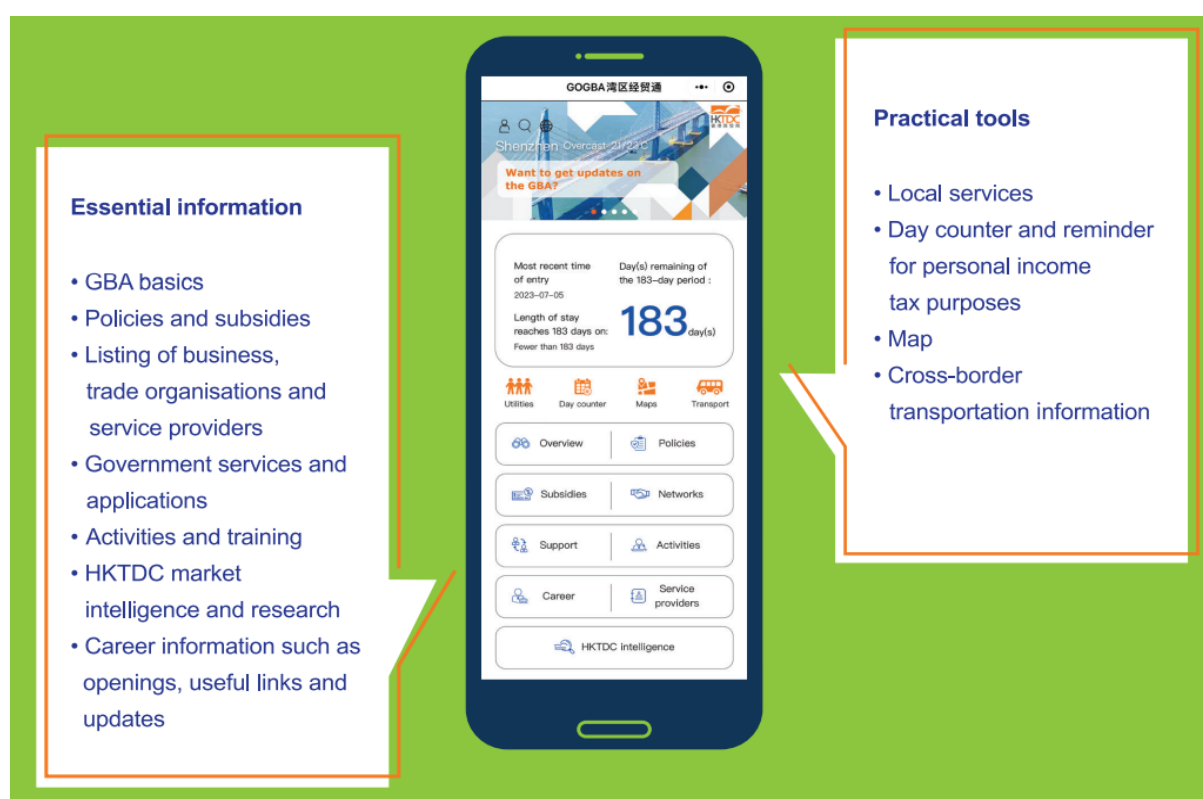 Essential information
• GBA basics
• Policies and subsidies
• Listing of business,
trade organisations and
service providers
• Government services and
applications
• Activities and training
• HKTDC market
intelligence and research
• Career information such as
openings, useful links and
updates
GOGBA湾区经贸通
HKTDC
Shenzhen Overcast 21/23℃
Want to get updates on
the GBA?
Most recent time
of entry
2023-07-05
Length of stay
reaches 183 days on:
Fewer than 183 days
Day(s) remaining of
the 183-day period :
183 day(s)
Utilities Day counter Maps Transport
Overview Policies
Subsidies Networks
Support Activities
Career Service
providers
HKTDC intelligence
Practical tools
• Local services
• Day counter and reminder
for personal income
tax purposes
• Map
• Cross-border
transportation information